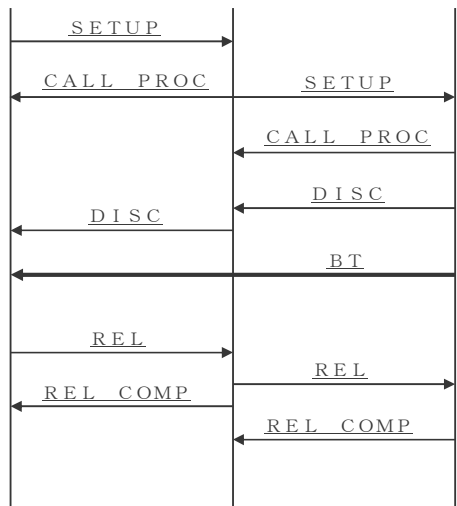 SETUP
CALL PROC
SETUP
CALL PROC
DISC
DISC
BT
REL
REL
REL COMP
REL COMP